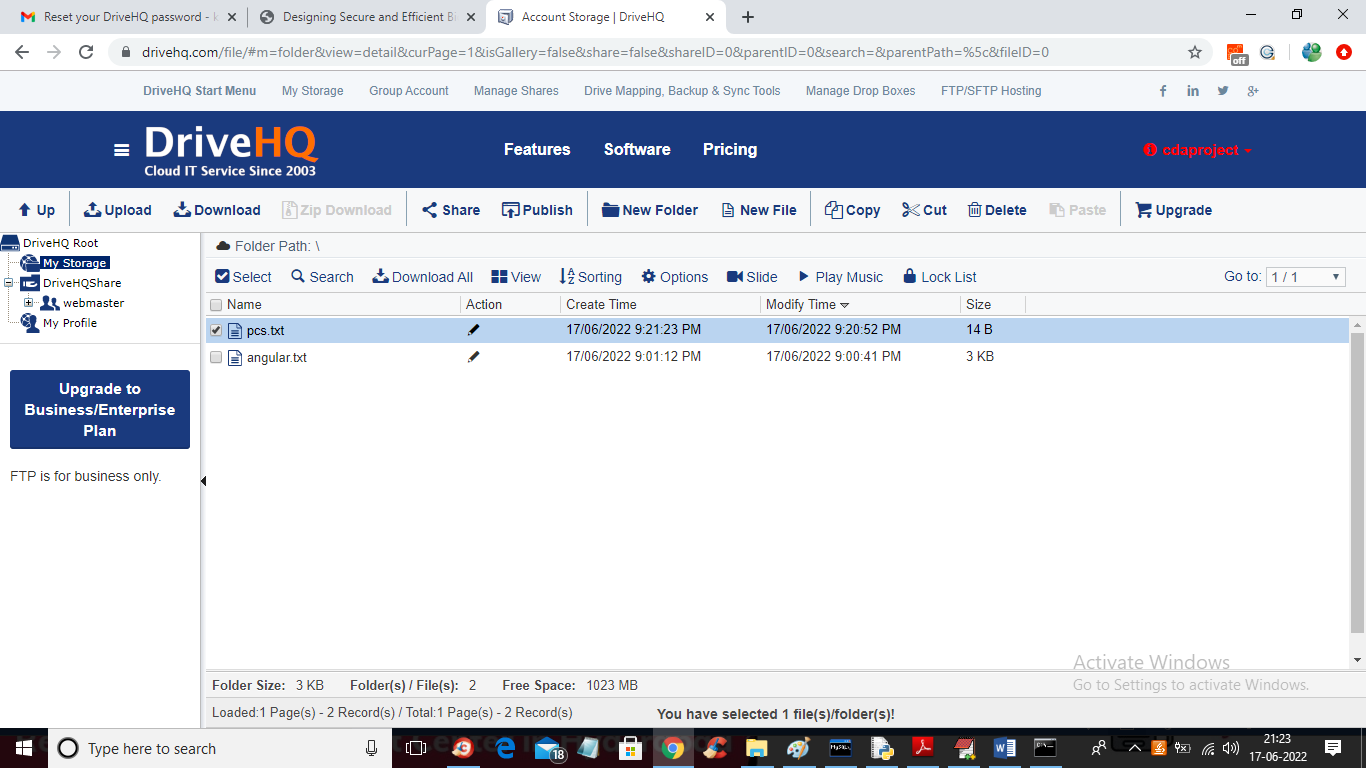 Reset your DriveHQ password - k
Designing Secure and Efficient Bi
Account Storage | DriveHQ
drivehq.com/file/#m=folder&view=detail&curPage=1&isGallery=false&share=false&shareID=0&parentID=0&search=&parentPath=%5c&fileID=0
off
DriveHQ Start Menu My Storage Group Account Manage Shares Drive Mapping, Backup & Sync Tools Manage Drop Boxes FTP/SFTP Hosting
DriveHQ
Cloud IT Service Since 2003
Features Software Pricing
cdaproject
Up Upload Download Zip Download Share Publish New Folder New File Copy Cut Delete Paste Upgrade
DriveHQ Root
My Storage
DriveHQShare
webmaster
My Profile
Upgrade to
Business/Enterprise
Plan
FTP is for business only.
Folder Path: \
Select Search Download All View Sorting Options Slide Play Music Lock List Go to: 1 / 1
Name Action Create Time Modify Time Size
pcs.txt 17/06/2022 9:21:23 PM 17/06/2022 9:20:52 PM 14 B
angular.txt 17/06/2022 9:01:12 PM 17/06/2022 9:00:41 PM 3 KB
Activate Windows
Go to Settings to activate Windows.
Folder Size: 3 KB Folder(s) / File(s): 2 Free Space: 1023 MB
Loaded:1 Page(s) - 2 Record(s) / Total:1 Page(s) - 2 Record(s) You have selected 1 file(s)/folder(s)!
Type here to search
18
21:23
17-06-2022